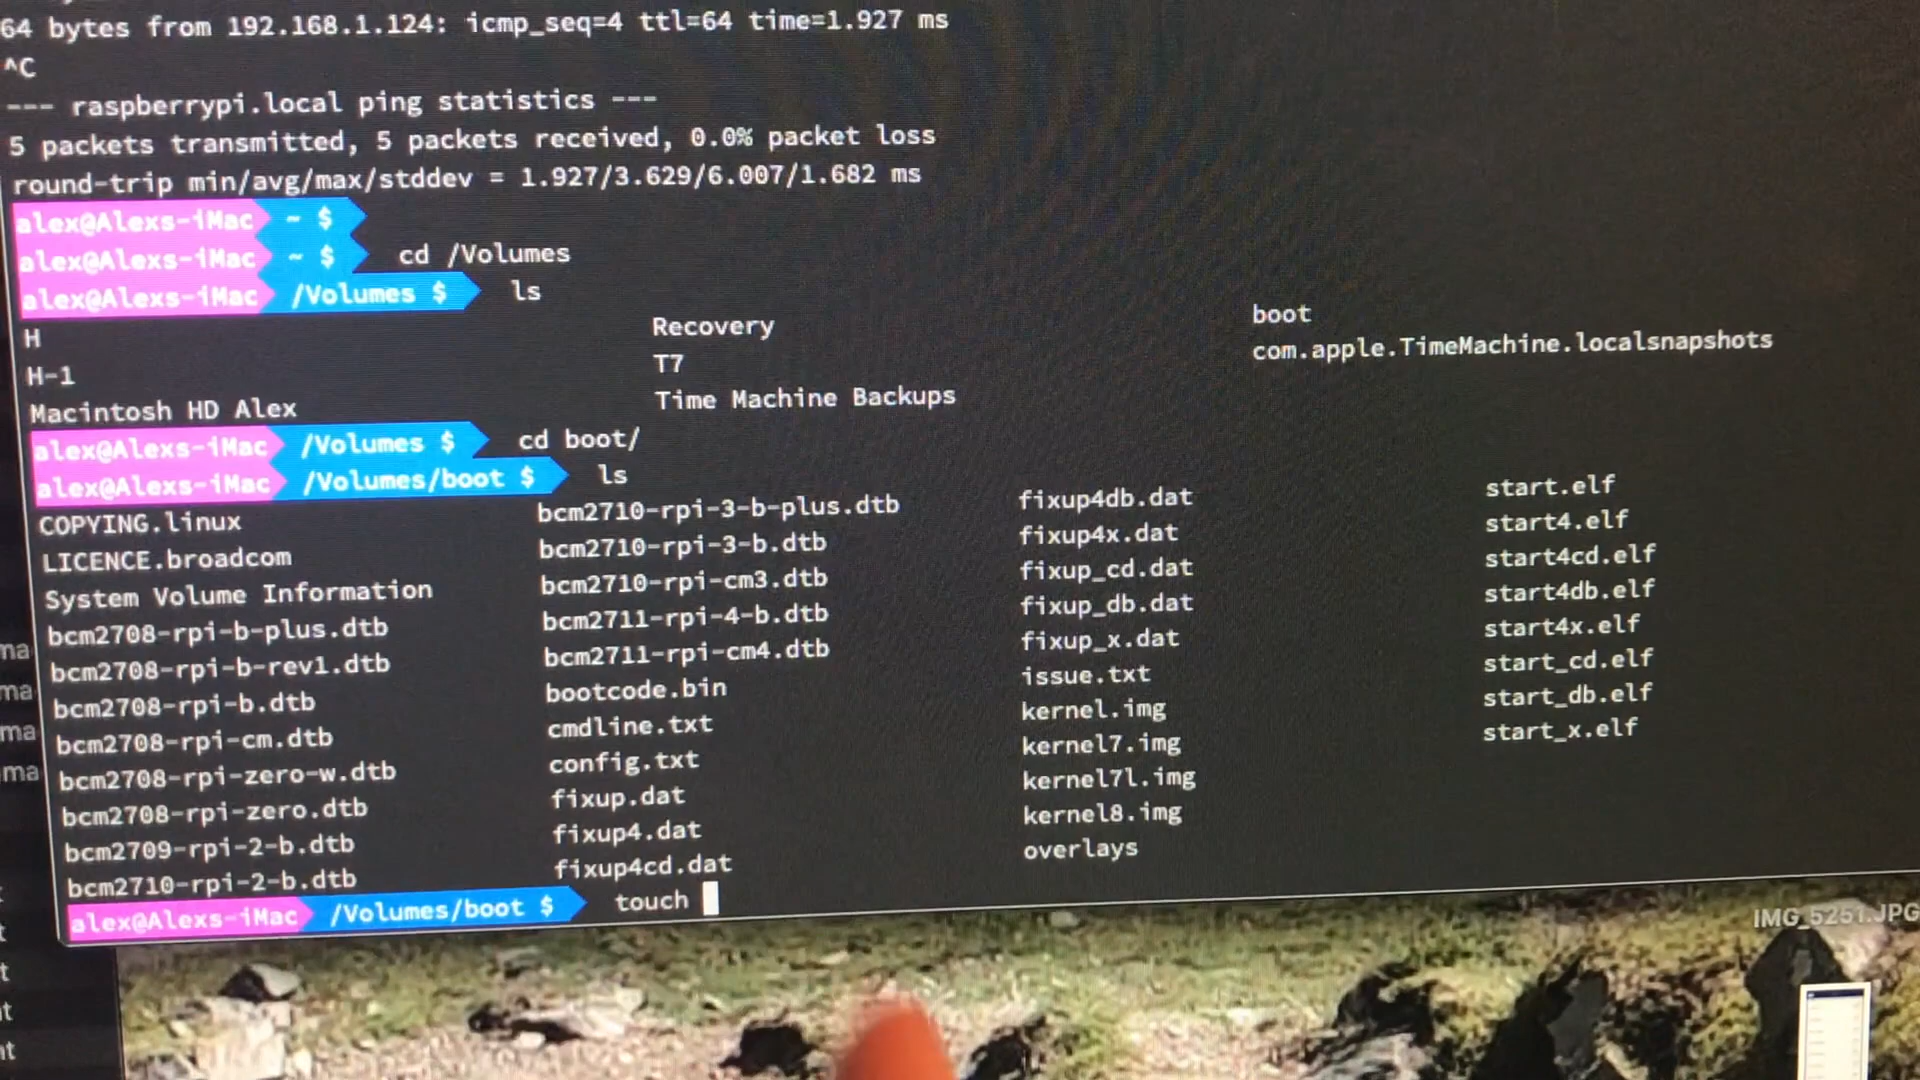 64 bytes from 192.168.1.124: icmp_seq=4 ttl=64 time=1.927 ms
^C
--- raspberrypi.local ping statistics ---
5 packets transmitted, 5 packets received, 0.0% packet loss
round-trip min/avg/max/stddev = 1.927/3.629/6.007/1.682 ms
alex@Alexs-iMac ~ $
alex@Alexs-iMac ~ $ cd /Volumes
alex@Alexs-iMac /Volumes $ ls
H Recovery boot
H-1 T7 com.apple.TimeMachine.localsnapshots
Macintosh HD Alex Time Machine Backups
alex@Alexs-iMac /Volumes $ cd boot/
alex@Alexs-iMac /Volumes/boot $ ls
COPYING.linux bcm2710-rpi-3-b-plus.dtb fixup4db.dat start.elf
LICENCE.broadcom bcm2710-rpi-3-b.dtb fixup4x.dat start4.elf
System Volume Information bcm2710-rpi-cm3.dtb fixup_cd.dat start4cd.elf
bcm2708-rpi-b-plus.dtb bcm2711-rpi-4-b.dtb fixup_db.dat start4db.elf
bcm2708-rpi-b-rev1.dtb bcm2711-rpi-cm4.dtb fixup_x.dat start4x.elf
bcm2708-rpi-b.dtb bootcode.bin issue.txt start_cd.elf
bcm2708-rpi-cm.dtb cmdline.txt kernel.img start_db.elf
bcm2708-rpi-zero-w.dtb config.txt kernel7.img start_x.elf
bcm2708-rpi-zero.dtb fixup.dat kernel7l.img
bcm2709-rpi-2-b.dtb fixup4.dat kernel8.img
bcm2710-rpi-2-b.dtb fixup4cd.dat overlays
alex@Alexs-iMac /Volumes/boot $ touch
IMG_5251.JPG